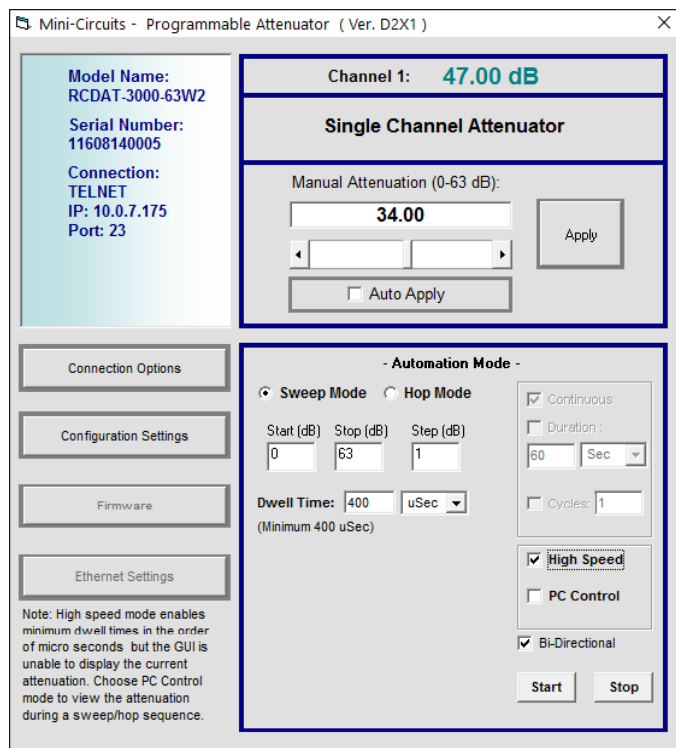 Mini-Circuits - Programmable Attenuator ( Ver. D2X1 )
Model Name:
RCDAT-3000-63W2
Serial Number:
11608140005
Connection:
TELNET
IP: 10.0.7.175
Port: 23
Channel 1: 47.00 dB
Single Channel Attenuator
Manual Attenuation (0-63 dB):
34.00
Apply
Auto Apply
Connection Options
Configuration Settings
Firmware
Ethernet Settings
Note: High speed mode enables
minimum dwell times in the order
of micro seconds but the GUI is
unable to display the current
attenuation. Choose PC Control
mode to view the attenuation
during a sweep/hop sequence.
- Automation Mode -
Sweep Mode Hop Mode
Start (dB) Stop (dB) Step (dB)
0 63 1
Dwell Time: 400 uSec
(Minimum 400 uSec)
Continuous
Duration :
60 Sec
Cycles: 1
High Speed
PC Control
Bi-Directional
Start Stop